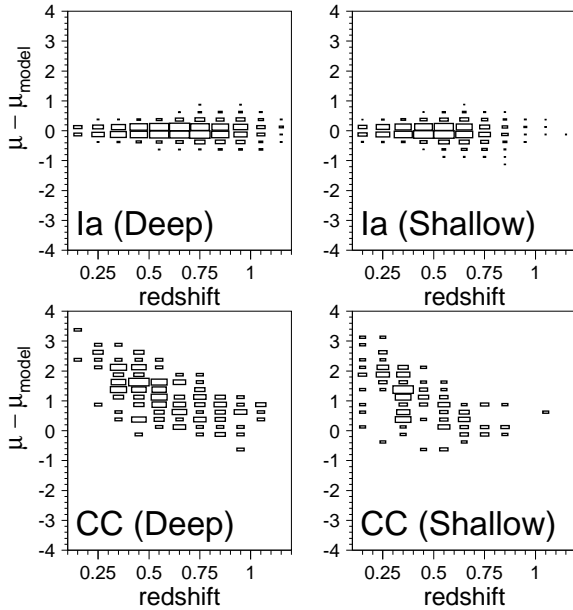 μ − μmodel
4
3
2
1
0
-1
-2
-3
-4
Ia (Deep)
0.25 0.5 0.75 1
redshift
4
3
2
1
0
-1
-2
-3
-4
Ia (Shallow)
0.25 0.5 0.75 1
redshift
μ − μmodel
4
3
2
1
0
-1
-2
-3
-4
CC (Deep)
0.25 0.5 0.75 1
redshift
4
3
2
1
0
-1
-2
-3
-4
CC (Shallow)
0.25 0.5 0.75 1
redshift